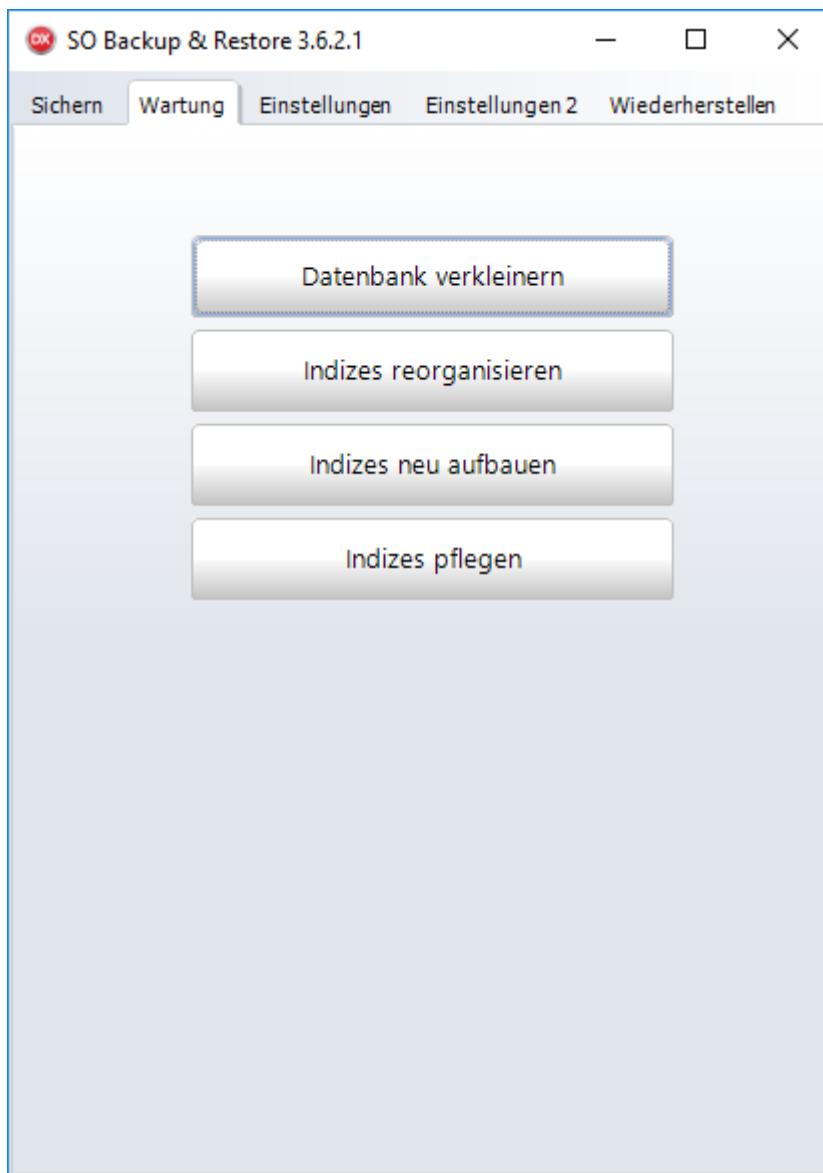 DX SO Backup & Restore 3.6.2.1
Sichern Wartung Einstellungen Einstellungen 2 Wiederherstellen
Datenbank verkleinern
Indizes reorganisieren
Indizes neu aufbauen
Indizes pflegen